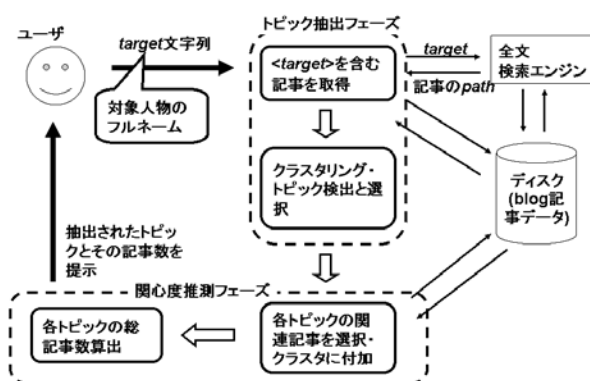 ユーザ
target文字列
対象人物の
フルネーム
トピック抽出フェーズ
<target>を含む
記事を取得
target
記事のpath
全文
検索エンジン
クラスタリング・
トピック検出と選
択
ディスク
(blog記
事データ)
抽出されたトピッ
クとその記事数を
提示
関心度推測フェーズ
各トピックの総
記事数算出
各トピックの関
連記事を選択・
クラスタに付加